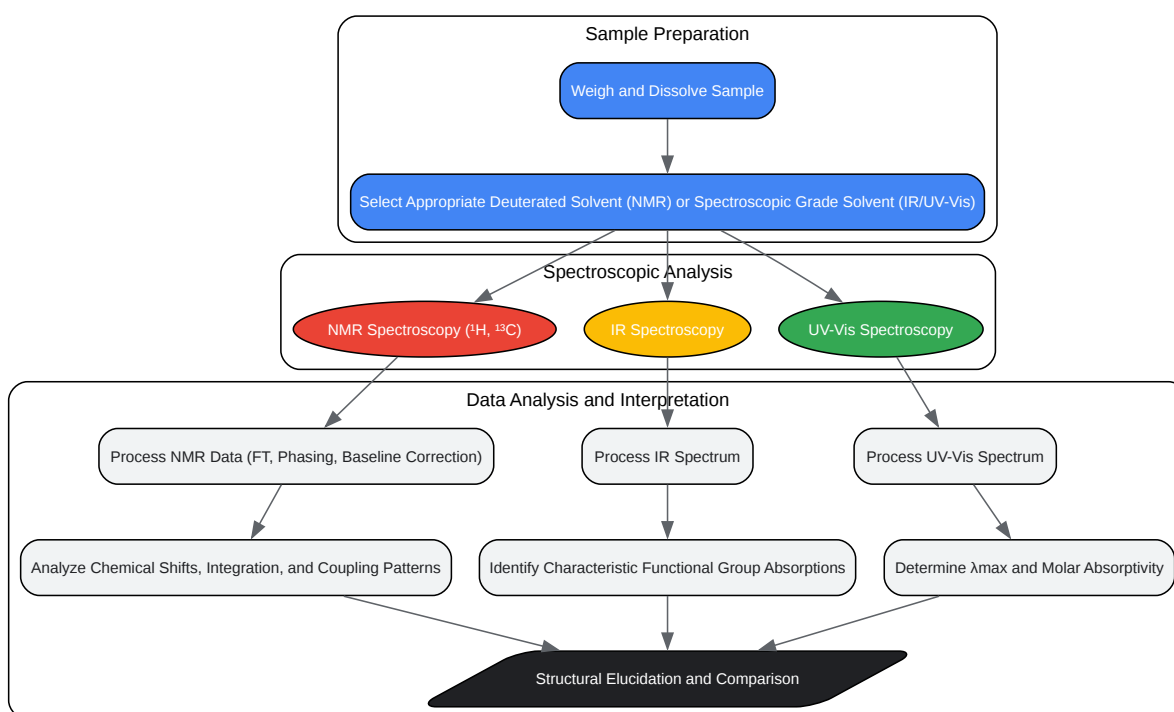 Sample Preparation
Weigh and Dissolve Sample
Select Appropriate Deuterated Solvent (NMR) or Spectroscopic Grade Solvent (IR/UV-Vis)
Spectroscopic Analysis
NMR Spectroscopy (¹H, ¹³C)
IR Spectroscopy
UV-Vis Spectroscopy
Data Analysis and Interpretation
Process NMR Data (FT, Phasing, Baseline Correction)
Process IR Spectrum
Process UV-Vis Spectrum
Analyze Chemical Shifts, Integration, and Coupling Patterns
Identify Characteristic Functional Group Absorptions
Determine λmax and Molar Absorptivity
Structural Elucidation and Comparison